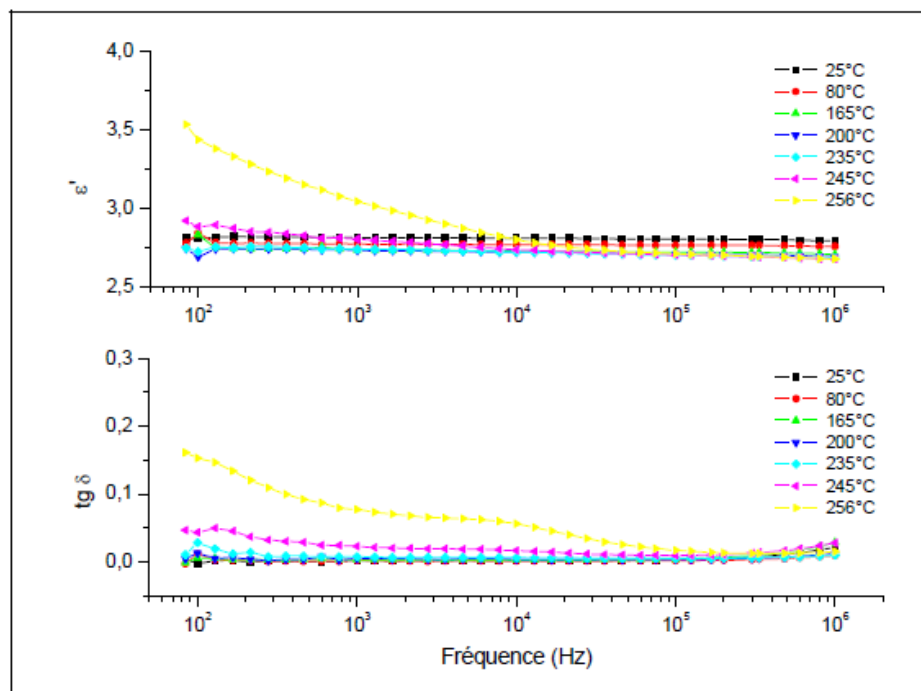 4,0
3,5
3,0
2,5
ε'
25°C
80°C
165°C
200°C
235°C
245°C
256°C
10² 10³ 10⁴ 10⁵ 10⁶
0,3
0,2
0,1
0,0
tg δ
25°C
80°C
165°C
200°C
235°C
245°C
256°C
10² 10³ 10⁴ 10⁵ 10⁶
Fréquence (Hz)